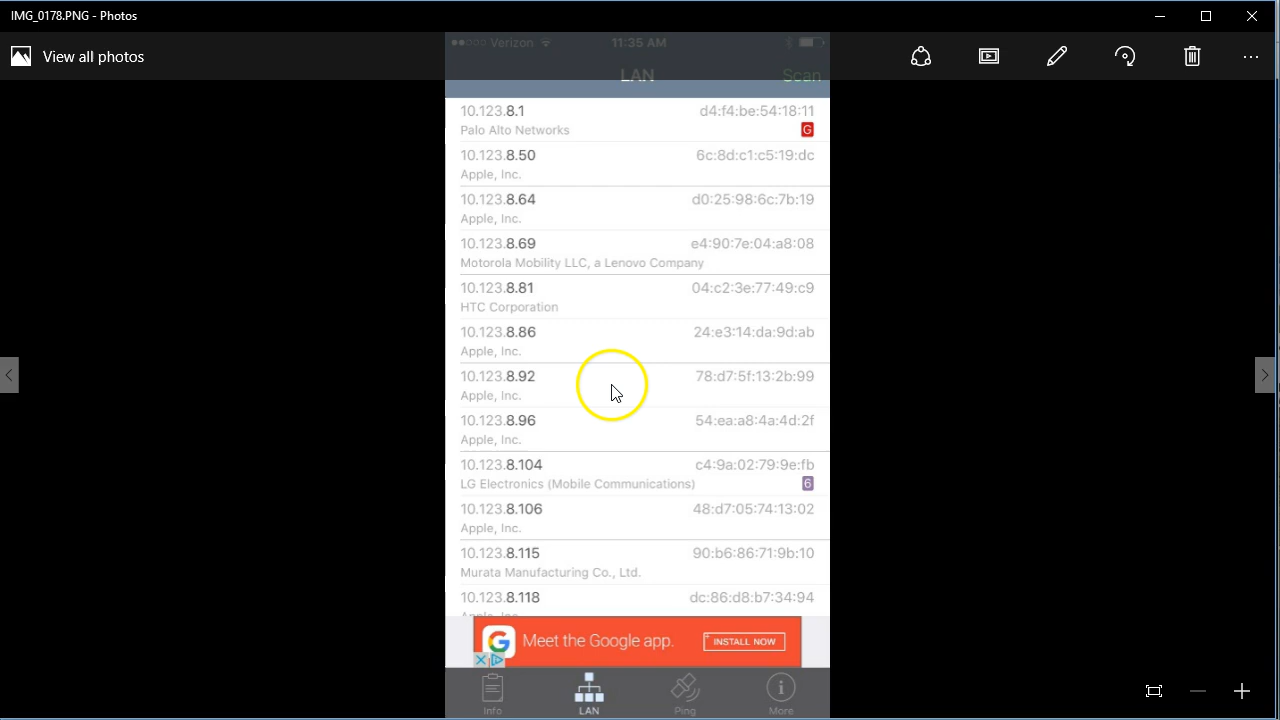 IMG_0178.PNG - Photos
View all photos
Verizon 11:35 AM
LAN Scan
10.123.8.1 d4:f4:be:54:18:11
Palo Alto Networks G
10.123.8.50 6c:8d:c1:c5:19:dc
Apple, Inc.
10.123.8.64 d0:25:98:6c:7b:19
Apple, Inc.
10.123.8.69 e4:90:7e:04:a8:08
Motorola Mobility LLC, a Lenovo Company
10.123.8.81 04:c2:3e:77:49:c9
HTC Corporation
10.123.8.86 24:e3:14:da:9d:ab
Apple, Inc.
10.123.8.92 78:d7:5f:13:2b:99
Apple, Inc.
10.123.8.96 54:ea:a8:4a:4d:2f
Apple, Inc.
10.123.8.104 c4:9a:02:79:9e:fb
LG Electronics (Mobile Communications) 6
10.123.8.106 48:d7:05:74:13:02
Apple, Inc.
10.123.8.115 90:b6:86:71:9b:10
Murata Manufacturing Co., Ltd.
10.123.8.118 dc:86:d8:b7:34:94
Apple, Inc.
G Meet the Google app. INSTALL NOW
Info LAN Ping More